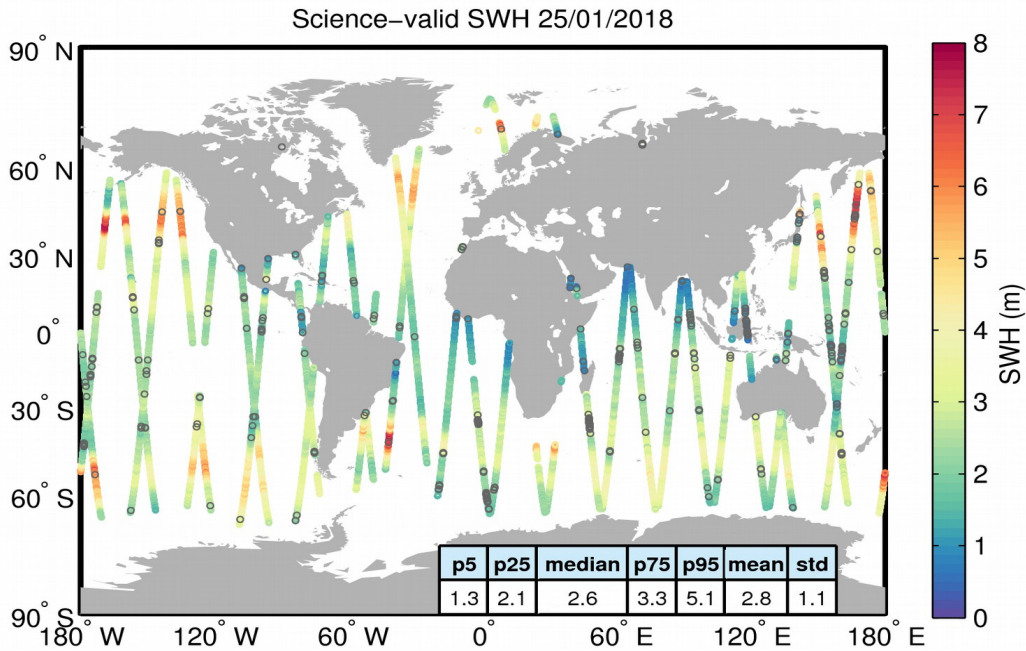 Science−valid SWH 25/01/2018
90° N
60° N
30° N
0°
30° S
60° S
90° S
180° W
120° W
60° W
0°
60° E
120° E
180° E
p5 p25 median p75 p95 mean std
1.3 2.1 2.6 3.3 5.1 2.8 1.1
8
7
6
5
4
3
2
1
0
SWH (m)